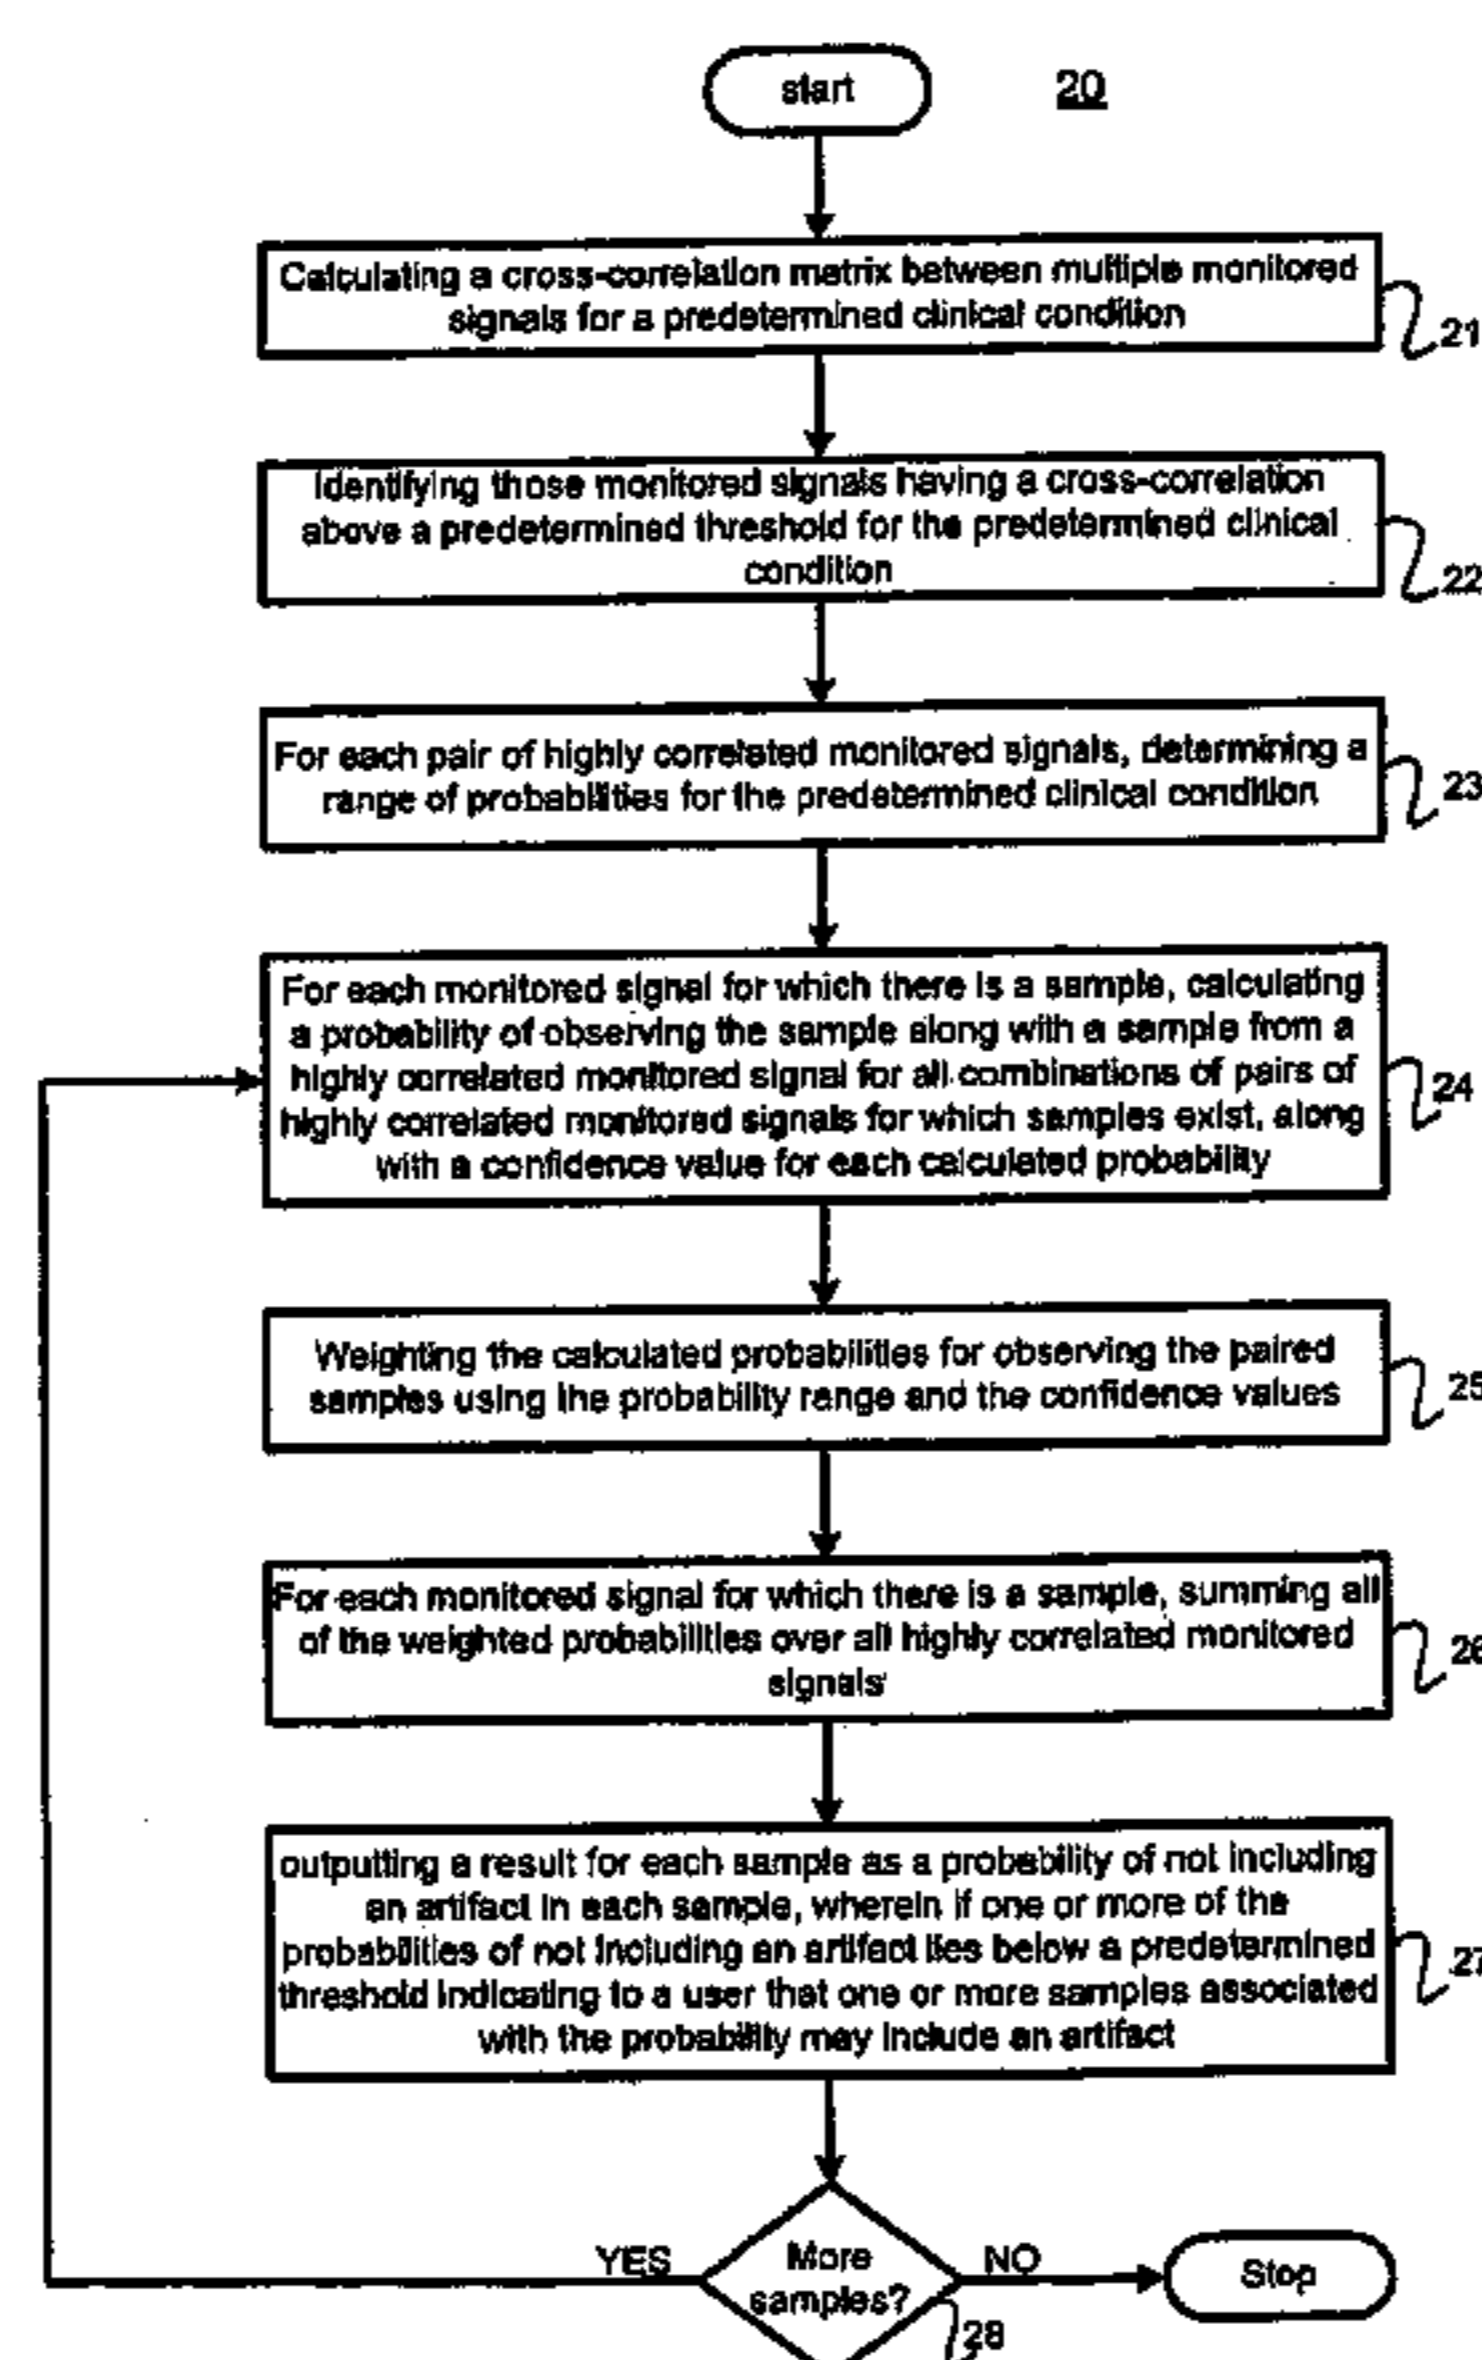 start
20
Calculating a cross-correlation matrix between multiple monitored
signals for a predetermined clinical condition
21
Identifying those monitored signals having a cross-correlation
above a predetermined threshold for the predetermined clinical
condition
22
For each pair of highly correlated monitored signals, determining a
range of probabilities for the predetermined clinical condition
23
For each monitored signal for which there is a sample, calculating
a probability of observing the sample along with a sample from a
highly correlated monitored signal for all combinations of pairs of
highly correlated monitored signals for which samples exist, along
with a confidence value for each calculated probability
24
Weighting the calculated probabilities for observing the paired
samples using the probability range and the confidence values
25
For each monitored signal for which there is a sample, summing all
of the weighted probabilities over all highly correlated monitored
signals
26
outputting a result for each sample as a probability of not including
an artifact in each sample, wherein if one or more of the
probabilities of not including an artifact lies below a predetermined
threshold indicating to a user that one or more samples associated
with the probability may include an artifact
27
YES
More
samples?
NO
Stop
28